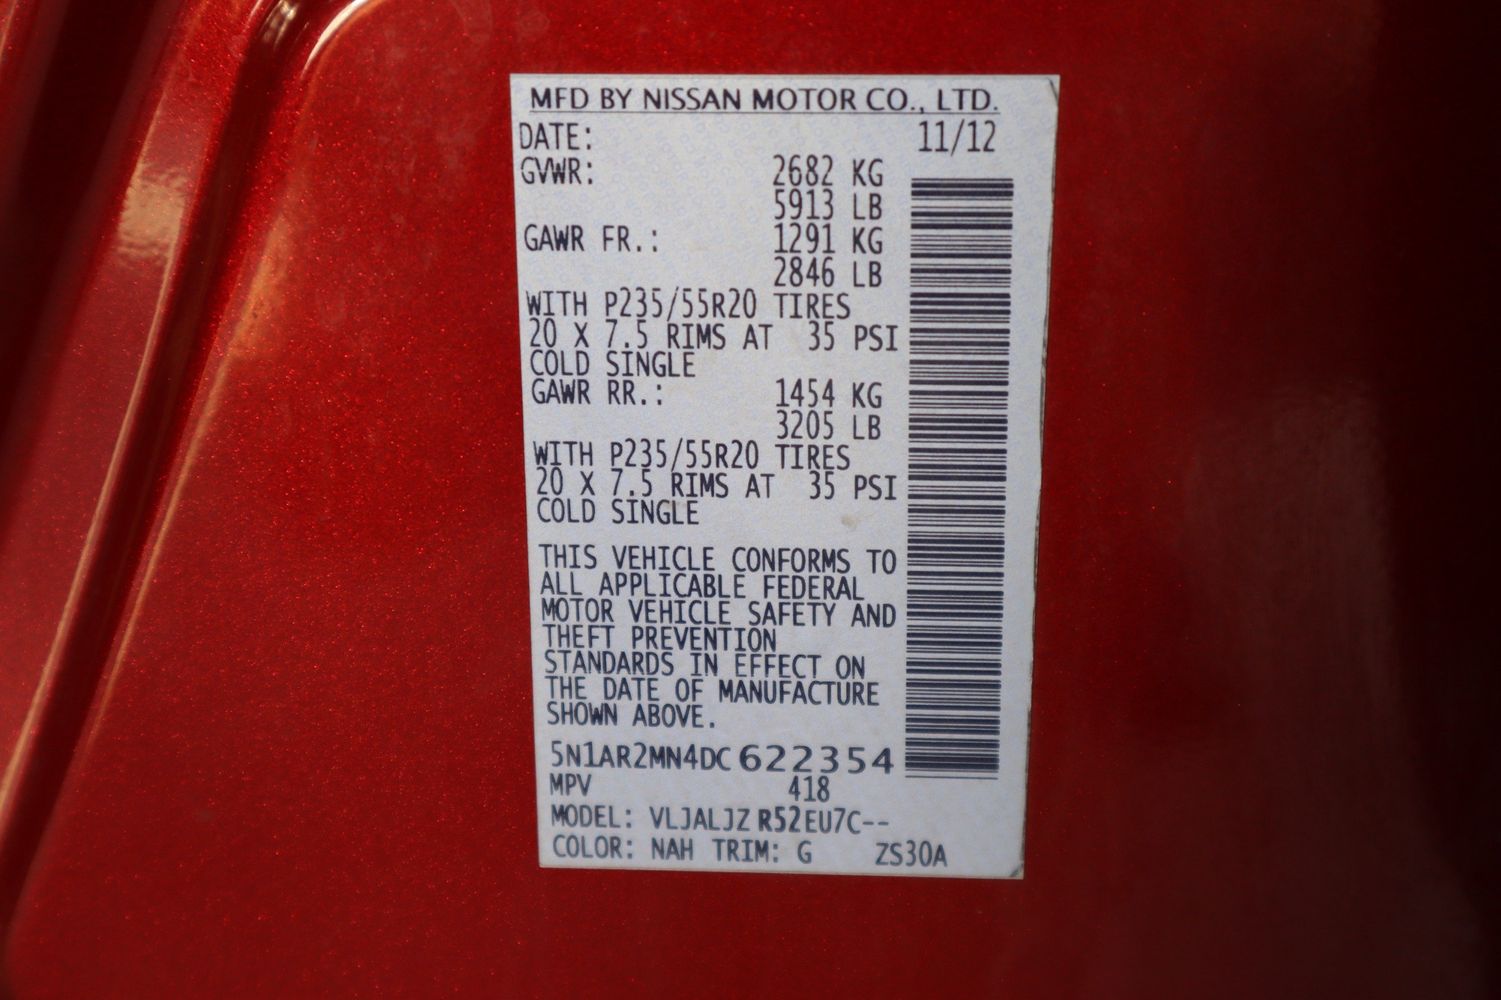 MFD BY NISSAN MOTOR CO., LTD.
DATE: 11/12
GVWR: 2682 KG
5913 LB
GAWR FR.: 1291 KG
2846 LB
WITH P235/55R20 TIRES
20 X 7.5 RIMS AT 35 PSI
COLD SINGLE
GAWR RR.: 1454 KG
3205 LB
WITH P235/55R20 TIRES
20 X 7.5 RIMS AT 35 PSI
COLD SINGLE
THIS VEHICLE CONFORMS TO
ALL APPLICABLE FEDERAL
MOTOR VEHICLE SAFETY AND
THEFT PREVENTION
STANDARDS IN EFFECT ON
THE DATE OF MANUFACTURE
SHOWN ABOVE.
5N1AR2MN4DC622354
MPV 418
MODEL: VLJALJZ R52EU7C--
COLOR: NAH TRIM: G ZS30A